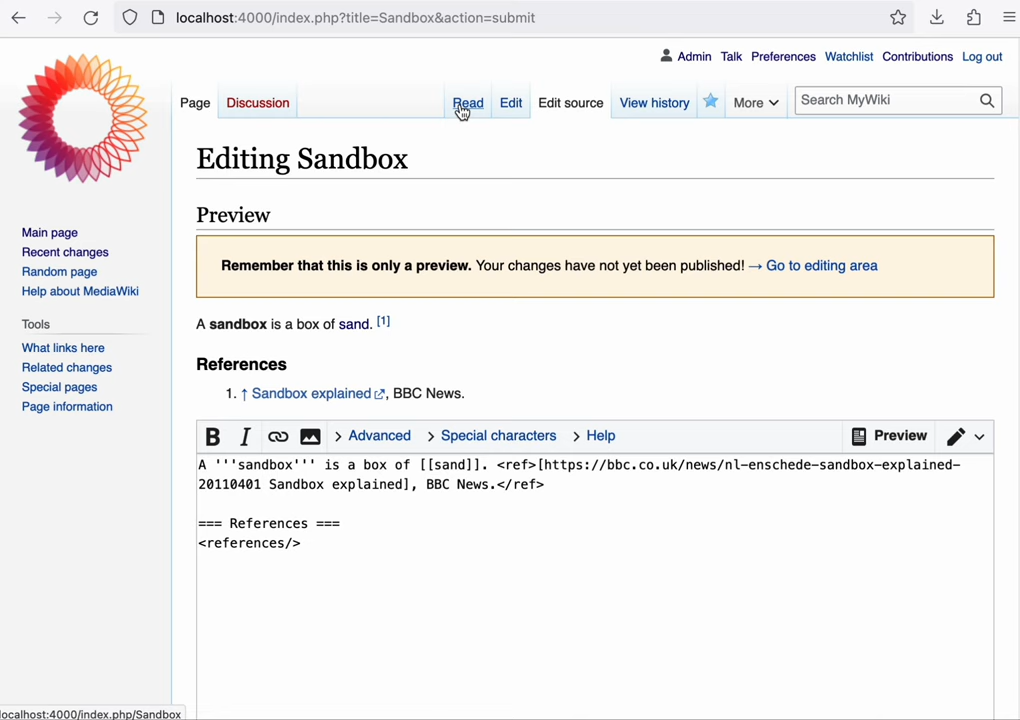 localhost:4000/index.php?title=Sandbox&action=submit
Admin Talk Preferences Watchlist Contributions Log out
Page Discussion Read Edit Edit source View history More Search MyWiki
Editing Sandbox
Preview
Remember that this is only a preview. Your changes have not yet been published! → Go to editing area
A sandbox is a box of sand. [1]
References
1. ↑ Sandbox explained, BBC News.
B I > Advanced > Special characters > Help Preview
A '''sandbox''' is a box of [[sand]]. <ref>[https://bbc.co.uk/news/nl-enschede-sandbox-explained-
20110401 Sandbox explained], BBC News.</ref>
=== References ===
<references/>
Main page
Recent changes
Random page
Help about MediaWiki
Tools
What links here
Related changes
Special pages
Page information
localhost:4000/index.php/Sandbox